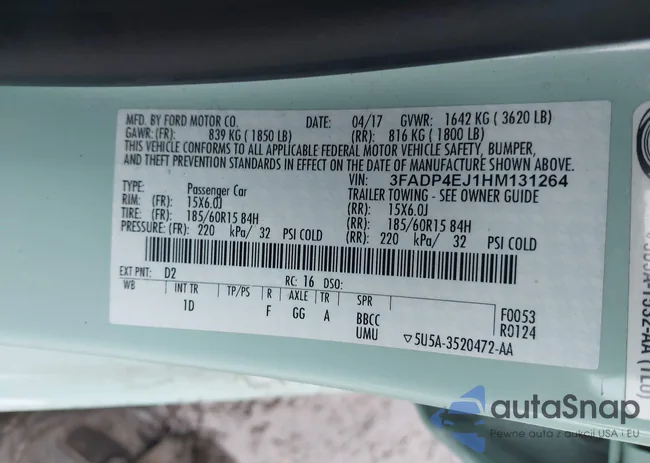 MFD. BY FORD MOTOR CO. DATE: 04/17 GVWR: 1642 KG ( 3620 LB)
GAWR: (FR): 839 KG ( 1850 LB) (RR): 816 KG ( 1800 LB)
THIS VEHICLE CONFORMS TO ALL APPLICABLE FEDERAL MOTOR VEHICLE SAFETY, BUMPER,
AND THEFT PREVENTION STANDARDS IN EFFECT ON THE DATE OF MANUFACTURE SHOWN ABOVE.
VIN: 3FADP4EJ1HM131264
TYPE: Passenger Car TRAILER TOWING - SEE OWNER GUIDE
RIM: (FR): 15X6.0J (RR): 15X6.0J
TIRE: (FR): 185/60R15 84H (RR): 185/60R15 84H
PRESSURE: (FR): 220 kPa/ 32 PSI COLD (RR): 220 kPa/ 32 PSI COLD
EXT PNT: D2 RC: 16 DSO:
WB INT TR TP/PS R AXLE TR SPR
1D F GG A BBCC
UMU
F0053
R0124
▽5U5A-3520472-AA
autaSnap
Pewne auto z aukcji USA i EU